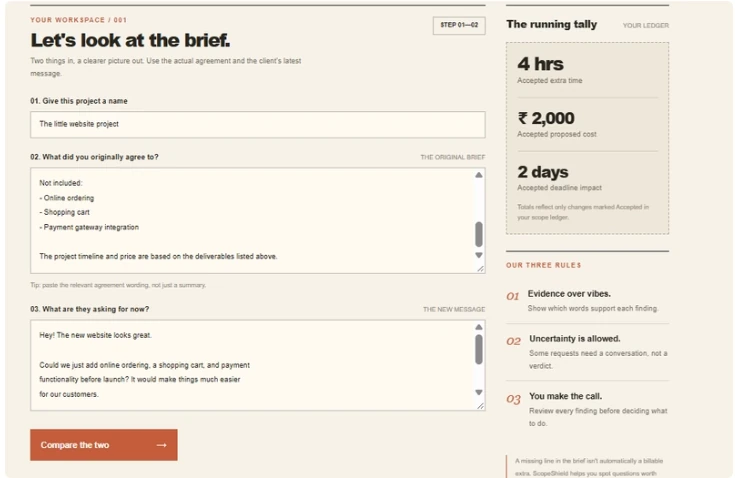 YOUR WORKSPACE / 001
STEP 01—02
Let's look at the brief.
Two things in, a clearer picture out. Use the actual agreement and the client's latest
message.
01. Give this project a name
The little website project
02. What did you originally agree to?
THE ORIGINAL BRIEF
Not included:
- Online ordering
- Shopping cart
- Payment gateway integration
The project timeline and price are based on the deliverables listed above.
Tip: paste the relevant agreement wording, not just a summary.
03. What are they asking for now?
THE NEW MESSAGE
Hey! The new website looks great.
Could we just add online ordering, a shopping cart, and payment
functionality before launch? It would make things much easier
for our customers.
Compare the two →
The running tally
YOUR LEDGER
4 hrs
Accepted extra time
₹ 2,000
Accepted proposed cost
2 days
Accepted deadline impact
Totals reflect only changes marked Accepted in
your scope ledger.
OUR THREE RULES
01 Evidence over vibes.
Show which words support each finding.
02 Uncertainty is allowed.
Some requests need a conversation, not a
verdict.
03 You make the call.
Review every finding before deciding what
to do.
A missing line in the brief isn't automatically a billable
extra. ScopeShield helps you spot questions worth